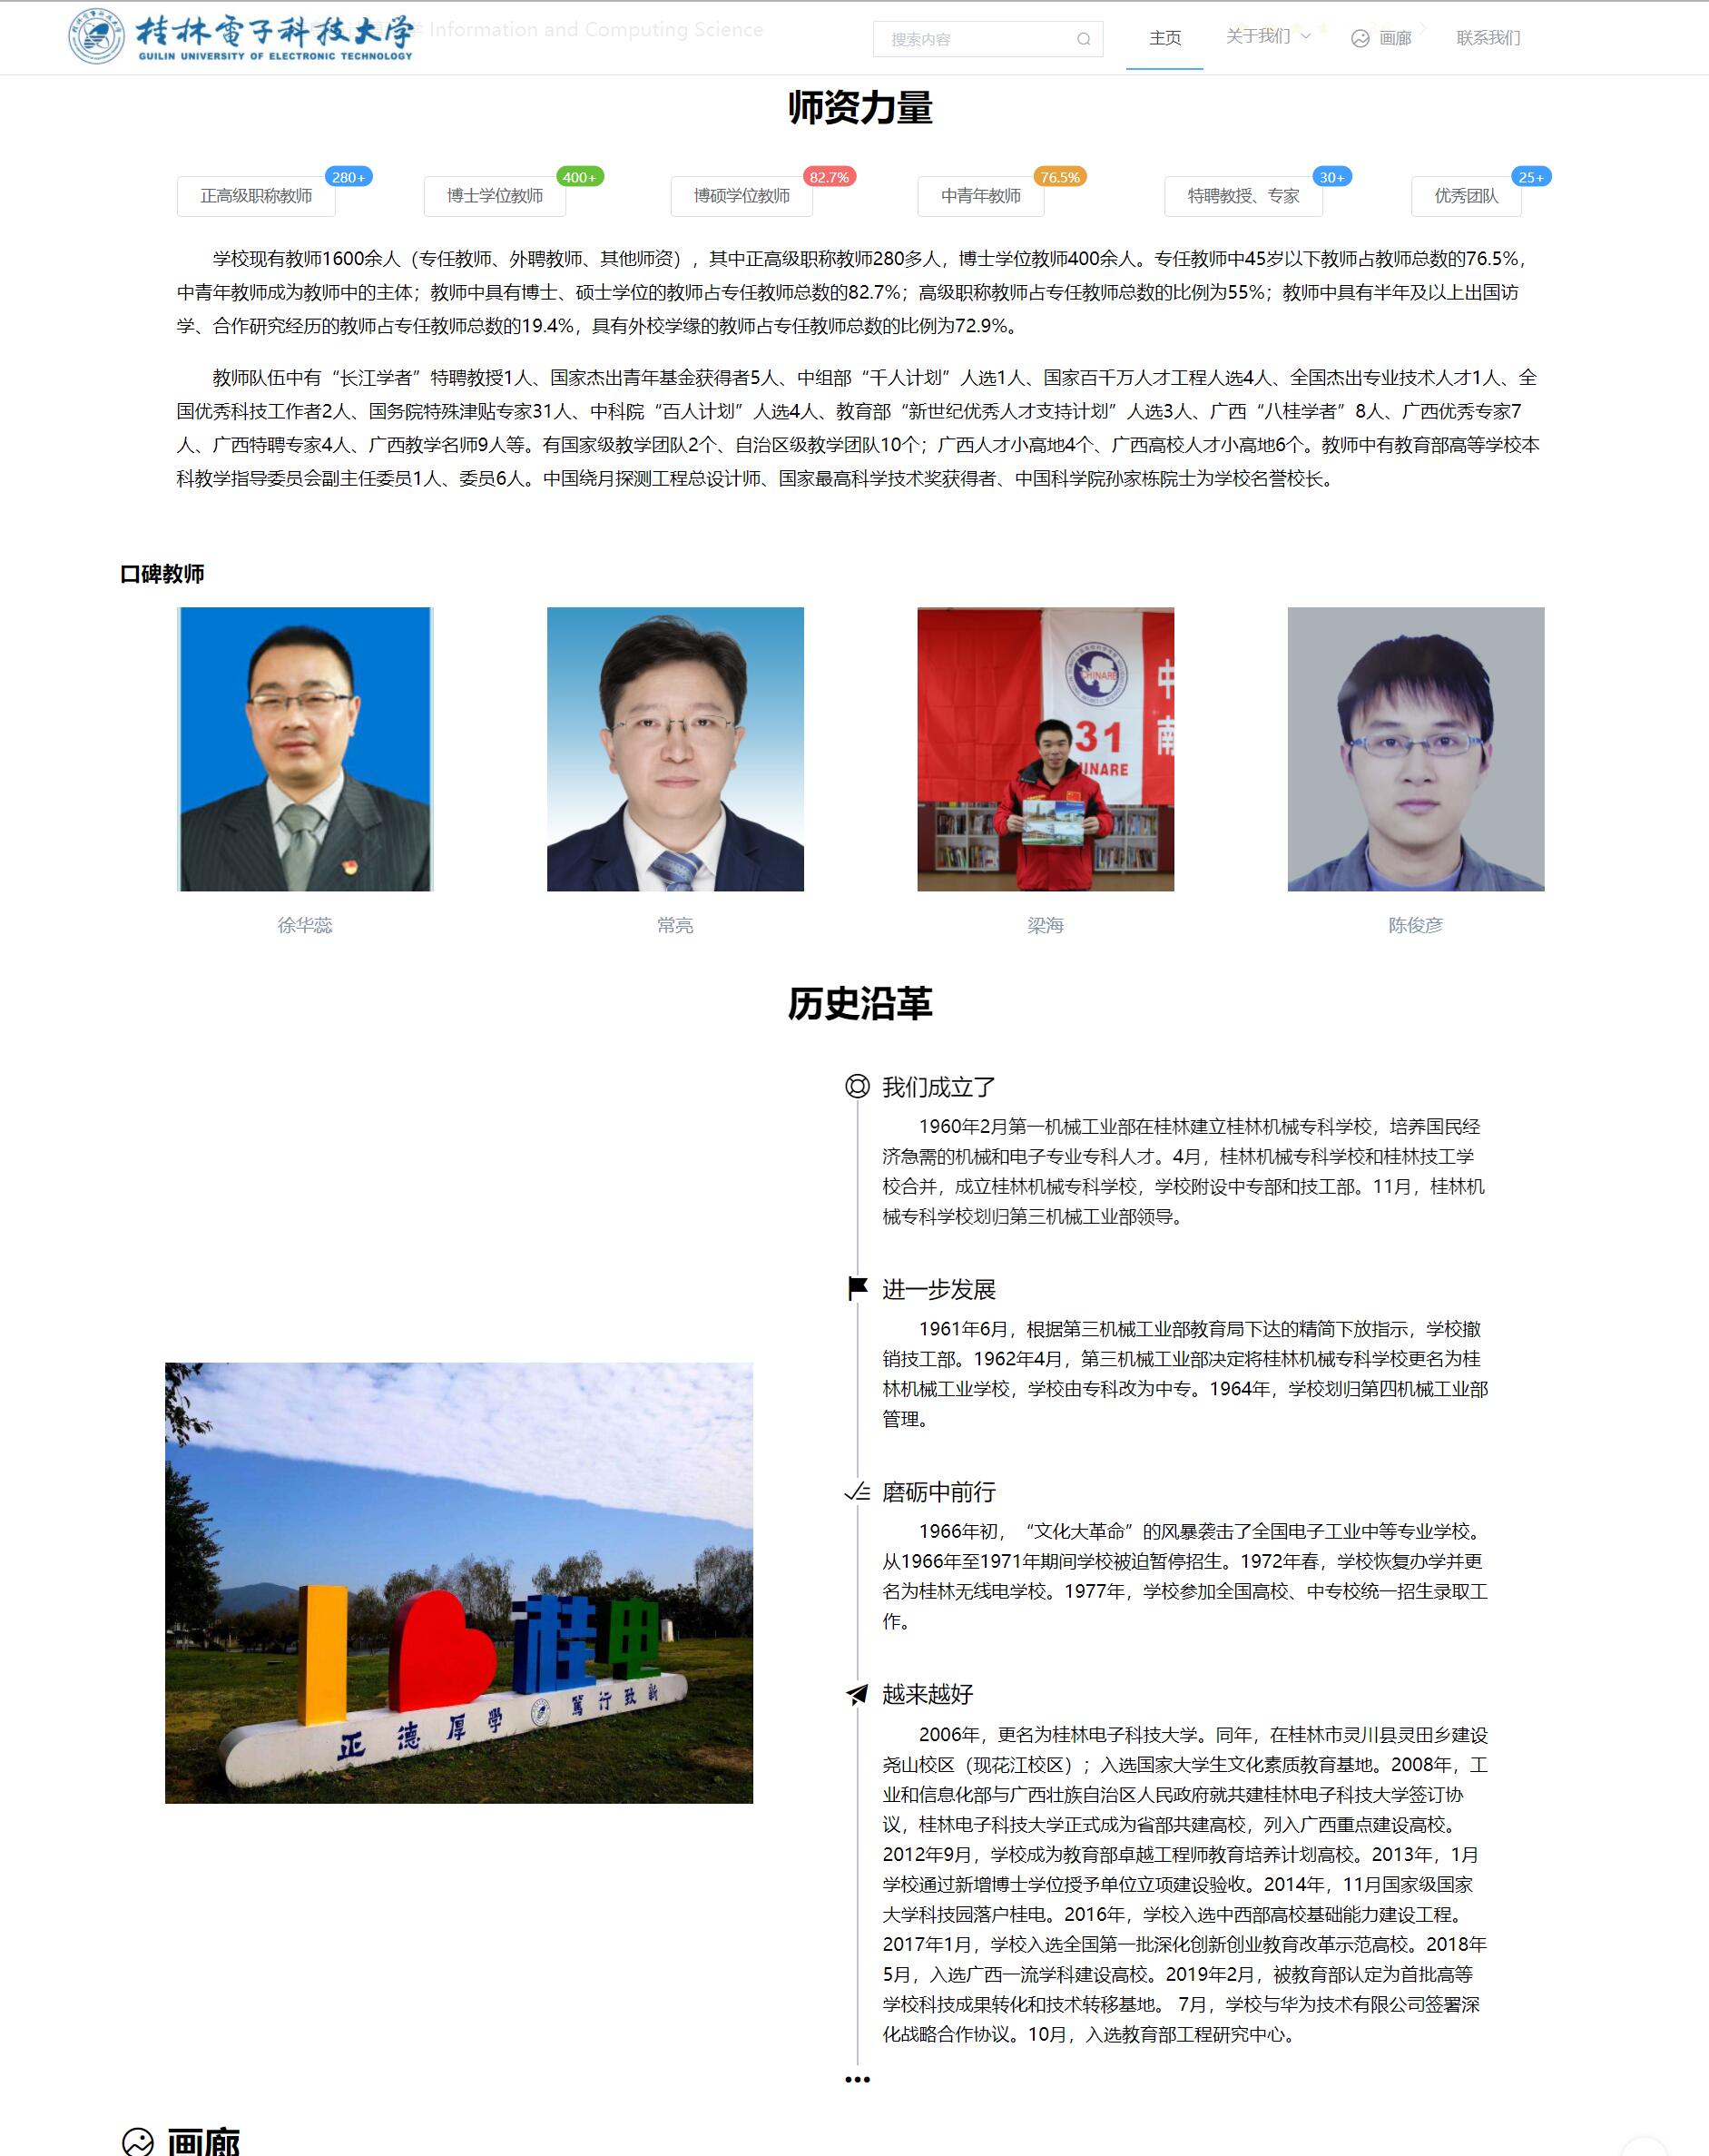 桂林電子科技大学
GUILIN UNIVERSITY OF ELECTRONIC TECHNOLOGY
学 Information and Computing Science
搜索内容
主页
关于我们
画廊
联系我们
师资力量
正高级职称教师 280+
博士学位教师 400+
博硕学位教师 82.7%
中青年教师 76.5%
特聘教授、专家 30+
优秀团队 25+
学校现有教师1600余人（专任教师、外聘教师、其他师资），其中正高级职称教师280多人，博士学位教师400余人。专任教师中45岁以下教师占教师总数的76.5%，
中青年教师成为教师中的主体；教师中具有博士、硕士学位的教师占专任教师总数的82.7%；高级职称教师占专任教师总数的比例为55%；教师中具有半年及以上出国访
学、合作研究经历的教师占专任教师总数的19.4%，具有外校学缘的教师占专任教师总数的比例为72.9%。
教师队伍中有“长江学者”特聘教授1人、国家杰出青年基金获得者5人、中组部“千人计划”人选1人、国家百千万人才工程人选4人、全国杰出专业技术人才1人、全
国优秀科技工作者2人、国务院特殊津贴专家31人、中科院“百人计划”人选4人、教育部“新世纪优秀人才支持计划”人选3人、广西“八桂学者”8人、广西优秀专家7
人、广西特聘专家4人、广西教学名师9人等。有国家级教学团队2个、自治区级教学团队10个；广西人才小高地4个、广西高校人才小高地6个。教师中有教育部高等学校本
科教学指导委员会副主任委员1人、委员6人。中国绕月探测工程总设计师、国家最高科学技术奖获得者、中国科学院孙家栋院士为学校名誉校长。
口碑教师
CHINARE
中
南
31
INARE
徐华蕊
常亮
梁海
陈俊彦
历史沿革
我们成立了
1960年2月第一机械工业部在桂林建立桂林机械专科学校，培养国民经
济急需的机械和电子专业专科人才。4月，桂林机械专科学校和桂林技工学
校合并，成立桂林机械专科学校，学校附设中专部和技工部。11月，桂林机
械专科学校划归第三机械工业部领导。
进一步发展
1961年6月，根据第三机械工业部教育局下达的精简下放指示，学校撤
销技工部。1962年4月，第三机械工业部决定将桂林机械专科学校更名为桂
林机械工业学校，学校由专科改为中专。1964年，学校划归第四机械工业部
管理。
磨砺中前行
1966年初，“文化大革命”的风暴袭击了全国电子工业中等专业学校。
从1966年至1971年期间学校被迫暂停招生。1972年春，学校恢复办学并更
名为桂林无线电学校。1977年，学校参加全国高校、中专校统一招生录取工
作。
I 桂电
正德厚學 篤行致新
越来越好
2006年，更名为桂林电子科技大学。同年，在桂林市灵川县灵田乡建设
尧山校区（现花江校区）；入选国家大学生文化素质教育基地。2008年，工
业和信息化部与广西壮族自治区人民政府就共建桂林电子科技大学签订协
议，桂林电子科技大学正式成为省部共建高校，列入广西重点建设高校。
2012年9月，学校成为教育部卓越工程师教育培养计划高校。2013年，1月
学校通过新增博士学位授予单位立项建设验收。2014年，11月国家级国家
大学科技园落户桂电。2016年，学校入选中西部高校基础能力建设工程。
2017年1月，学校入选全国第一批深化创新创业教育改革示范高校。2018年
5月，入选广西一流学科建设高校。2019年2月，被教育部认定为首批高等
学校科技成果转化和技术转移基地。 7月，学校与华为技术有限公司签署深
化战略合作协议。10月，入选教育部工程研究中心。
画廊